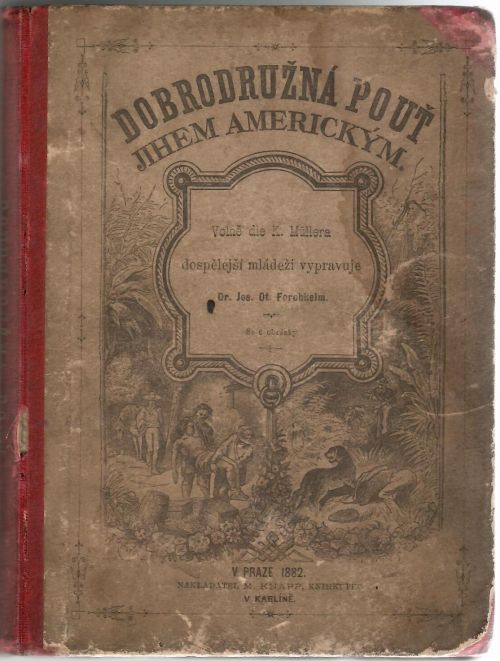 DOBRODRUŽNÁ POUŤ
JIHEM AMERICKÝM.
Volně dle K. Müllera
dospělejší mládeži vypravuje
Dr. Jos. Ot. Forchheim.
Se 6 obrázky
V PRAZE 1882.
NAKLADATEL M. KNAPP, KNIHKUPEC
V KARLÍNĚ.